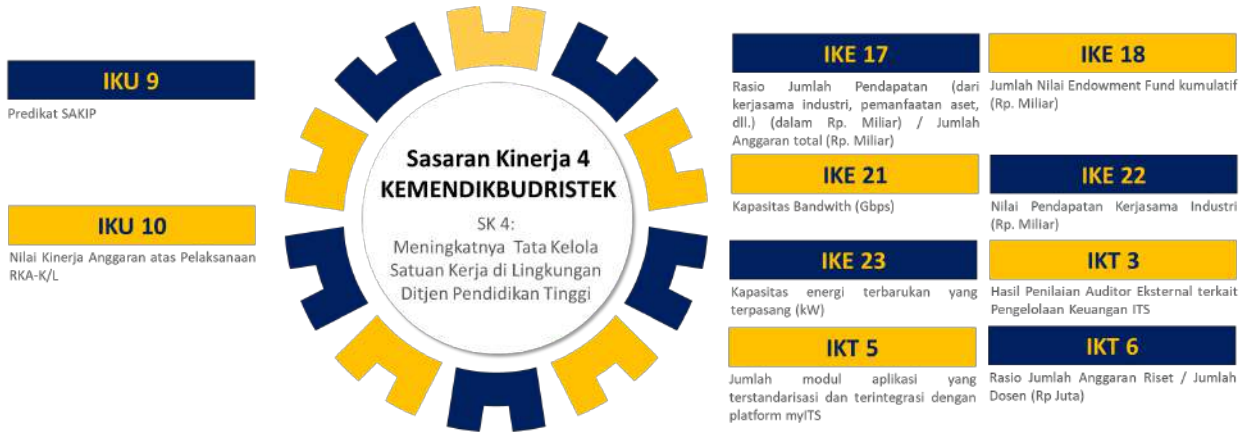 IKU 9
Predikat SAKIP
IKU 10
Nilai Kinerja Anggaran atas Pelaksanaan
RKA-K/L
Sasaran Kinerja 4
KEMENDIKBUDRISTEK
SK 4:
Meningkatnya Tata Kelola
Satuan Kerja di Lingkungan
Ditjen Pendidikan Tinggi
IKE 17
Rasio Jumlah Pendapatan (dari
kerjasama industri, pemanfaatan aset,
dll.) (dalam Rp. Miliar) / Jumlah
Anggaran total (Rp. Miliar)
IKE 18
Jumlah Nilai Endowment Fund kumulatif
(Rp. Miliar)
IKE 21
Kapasitas Bandwith (Gbps)
IKE 22
Nilai Pendapatan Kerjasama Industri
(Rp. Miliar)
IKE 23
Kapasitas energi terbarukan yang
terpasang (kW)
IKT 3
Hasil Penilaian Auditor Eksternal terkait
Pengelolaan Keuangan ITS
IKT 5
Jumlah modul aplikasi yang
terstandarisasi dan terintegrasi dengan
platform myITS
IKT 6
Rasio Jumlah Anggaran Riset / Jumlah
Dosen (Rp Juta)